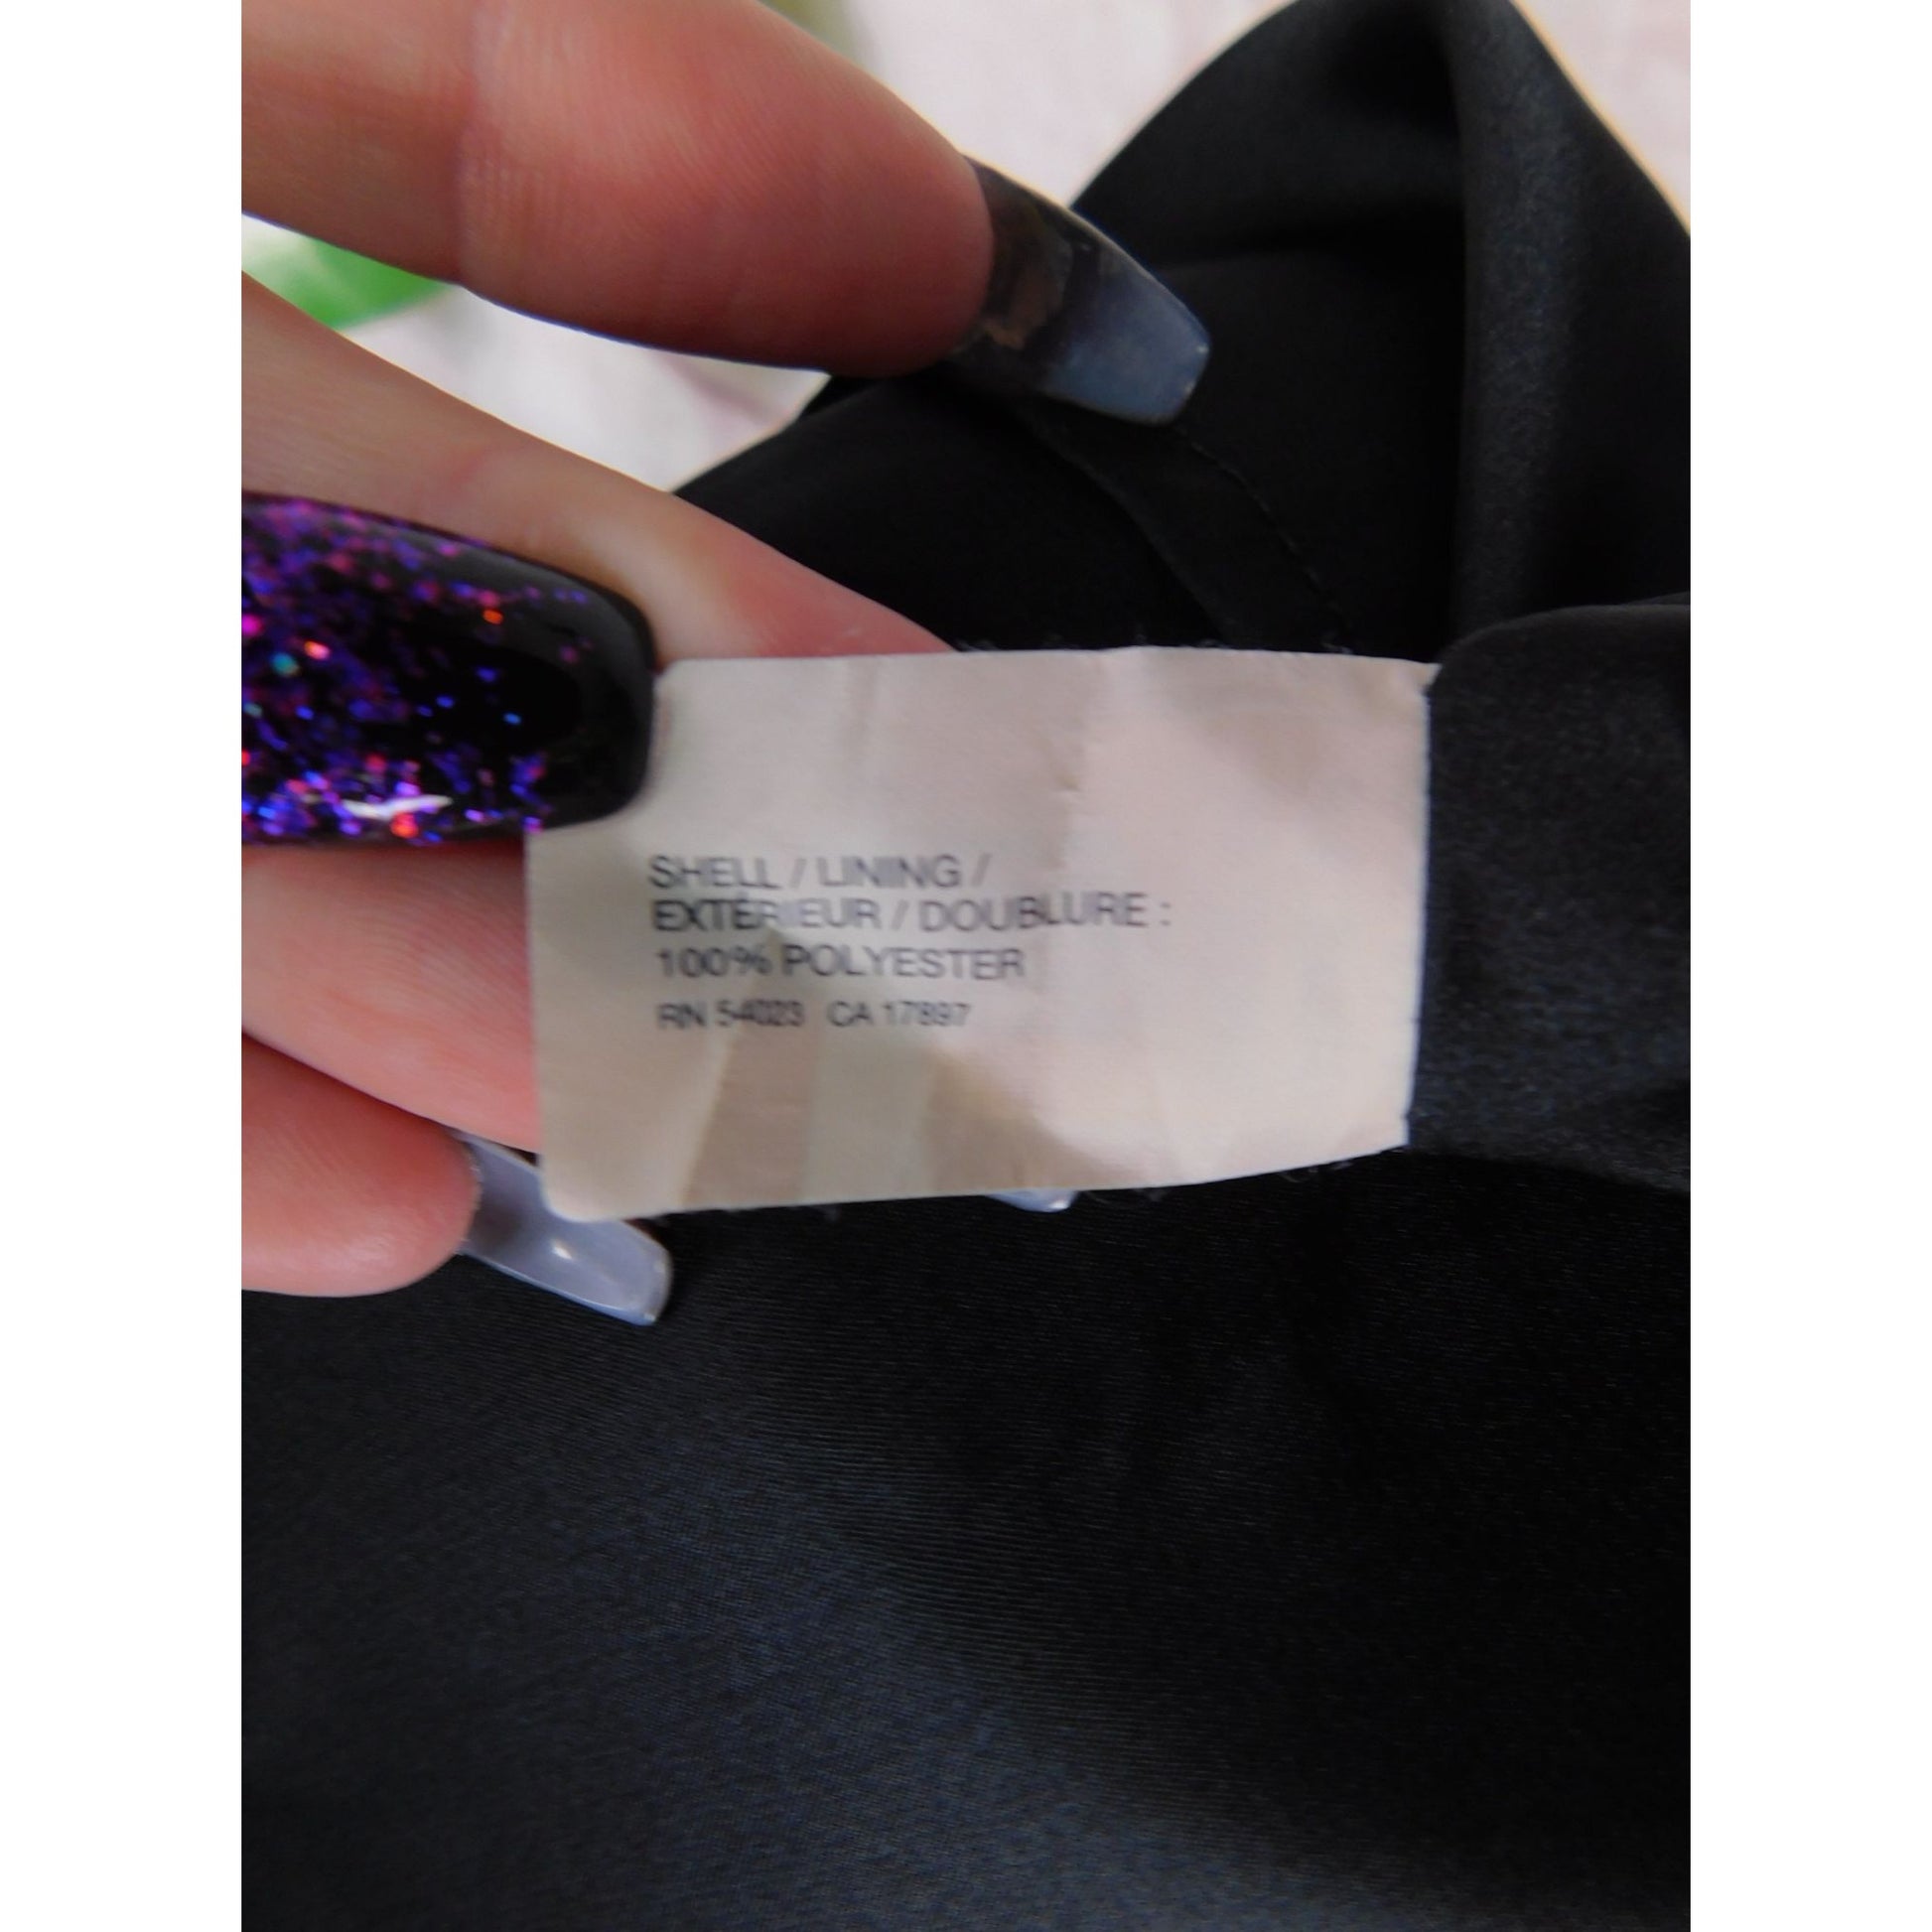 SHELL / LINING /
EXTÉRIEUR / DOUBLURE :
100% POLYESTER
RN 54023 CA 17897